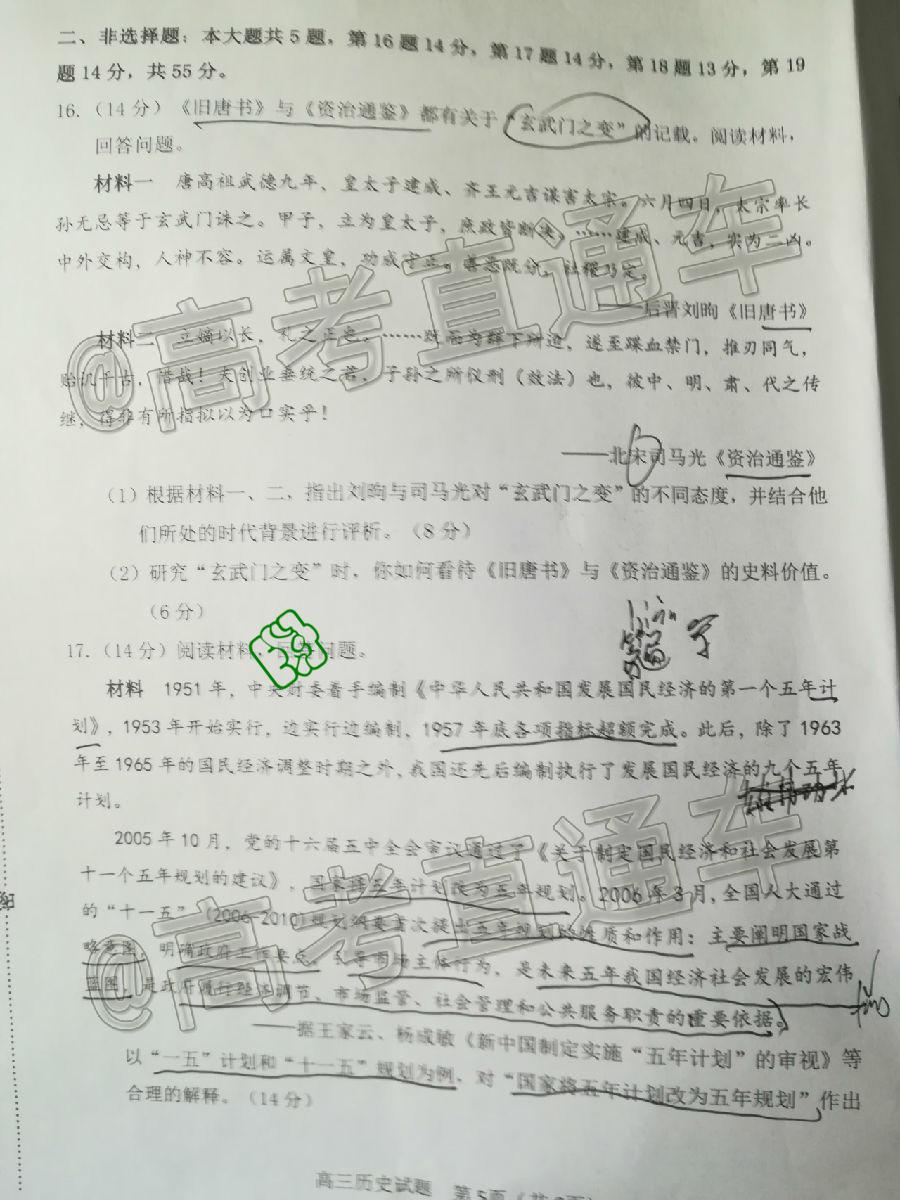 二、非选择题：本大题共5题，第16题14分，第17题14分，第18题13分，第19
题14分，共55分。
16.（14分）《旧唐书》与《资治通鉴》都有关于“玄武门之变”的记载。阅读材料，
回答问题。
材料一 唐高祖武德九年、皇太子建成、齐王元吉谋害太宗。六月四日，太宗率长
孙无忌等于玄武门诛之。甲子，立为皇太子，庶政皆断决。……建成、元吉，实为二凶。
中外交构，人神不容。运属文皇，功成守正。善恶既分，社稷乃定。
——后晋刘昫《旧唐书》
材料二 立嫡以长，礼之正也。……既而为群下所迫，遂至蹀血禁门，推刃同气，
贻讥千古，惜哉！夫创业垂统之君，子孙之所仪刑（效法）也，彼中、明、肃、代之传
继，得非有所指拟以为口实乎！
——北宋司马光《资治通鉴》
（1）根据材料一、二，指出刘昫与司马光对“玄武门之变”的不同态度，并结合他
们所处的时代背景进行评析。（8分）
（2）研究“玄武门之变”时，你如何看待《旧唐书》与《资治通鉴》的史料价值。
（6分）
17.（14分）阅读材料，回答问题。
材料 1951年，中央财委着手编制《中华人民共和国发展国民经济的第一个五年计
划》，1953年开始实行，边实行边编制，1957年底各项指标超额完成。此后，除了1963
年至1965年的国民经济调整时期之外，我国还先后编制执行了发展国民经济的九个五年
计划。
2005年10月，党的十六届五中全会审议通过了《关于制定国民经济和社会发展第
十一个五年规划的建议》，国家将五年计划改为五年规划。2006年3月，全国人大通过
的“十一五”（2006-2010)规划纲要首次提出五年规划的性质和作用：主要阐明国家战
略意图，明确政府工作重点，引导市场主体行为，是未来五年我国经济社会发展的宏伟
蓝图，是政府履行经济调节、市场监管、社会管理和公共服务职责的重要依据。
——据王家云、杨成敏《新中国制定实施“五年计划”的审视》等
以“一五”计划和“十一五”规划为例，对“国家将五年计划改为五年规划”作出
合理的解释。（14分）
高三历史试题 第5页
@高考直通车
@高考直通车